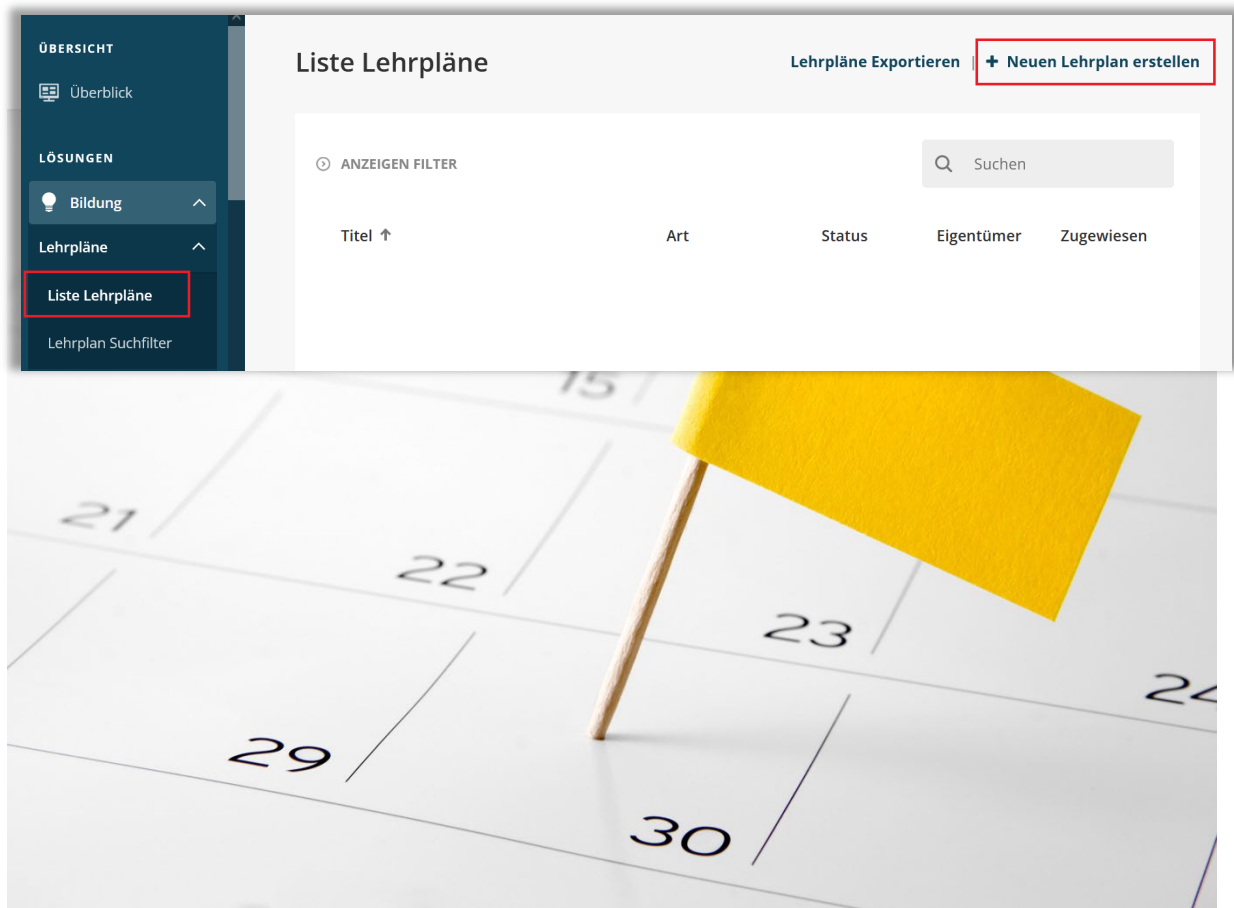 ÜBERSICHT
Überblick
LÖSUNGEN
Bildung
Lehrpläne
Liste Lehrpläne
Lehrplan Suchfilter
Liste Lehrpläne
Lehrpläne Exportieren | + Neuen Lehrplan erstellen
ANZEIGEN FILTER
Suchen
Titel ↑ Art Status Eigentümer Zugewiesen
15
21
22
23
24
29
30